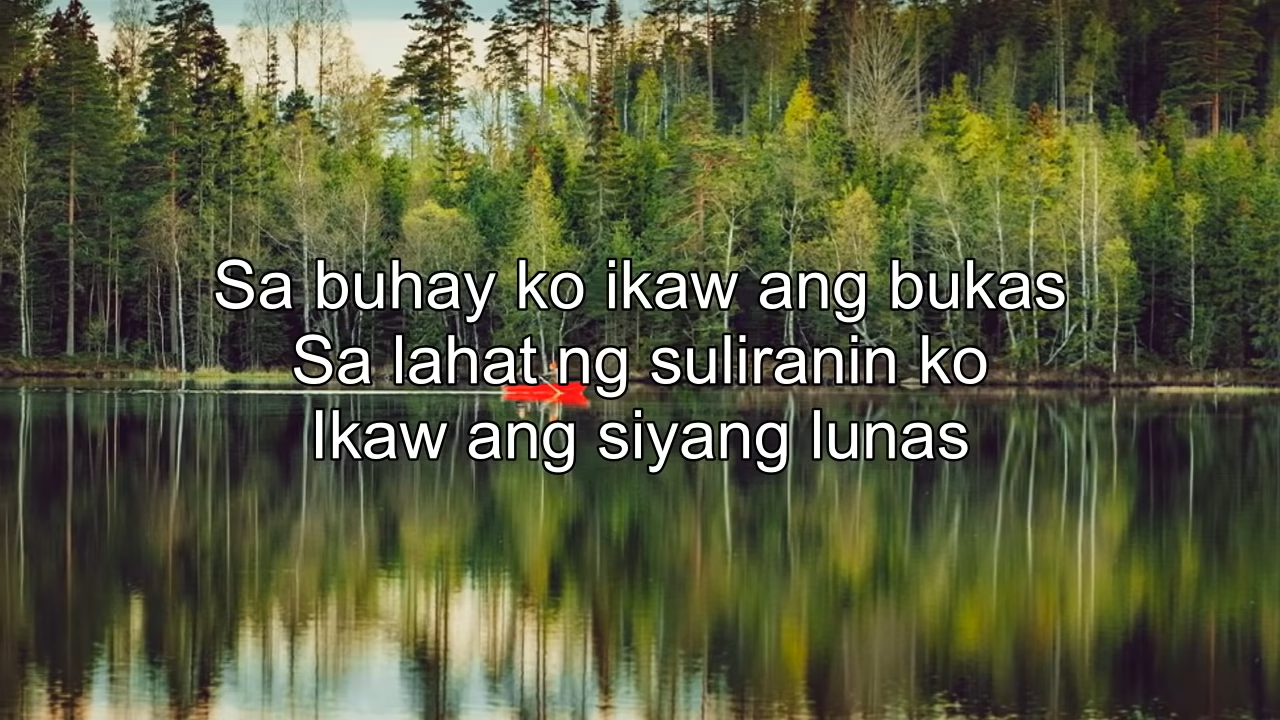 Sa buhay ko ikaw ang bukas
Sa lahat ng suliranin ko
Ikaw ang siyang lunas